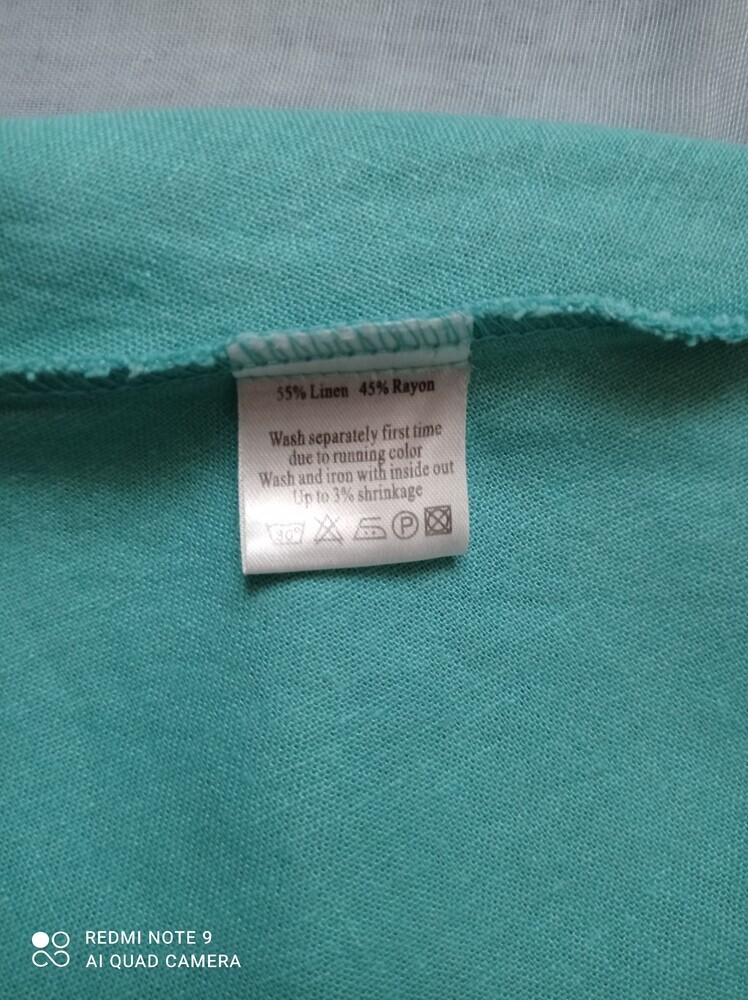 55% Linen 45% Rayon
Wash separately first time
due to running color
Wash and iron with inside out
Up to 3% shrinkage
30°
P
REDMI NOTE 9
AI QUAD CAMERA